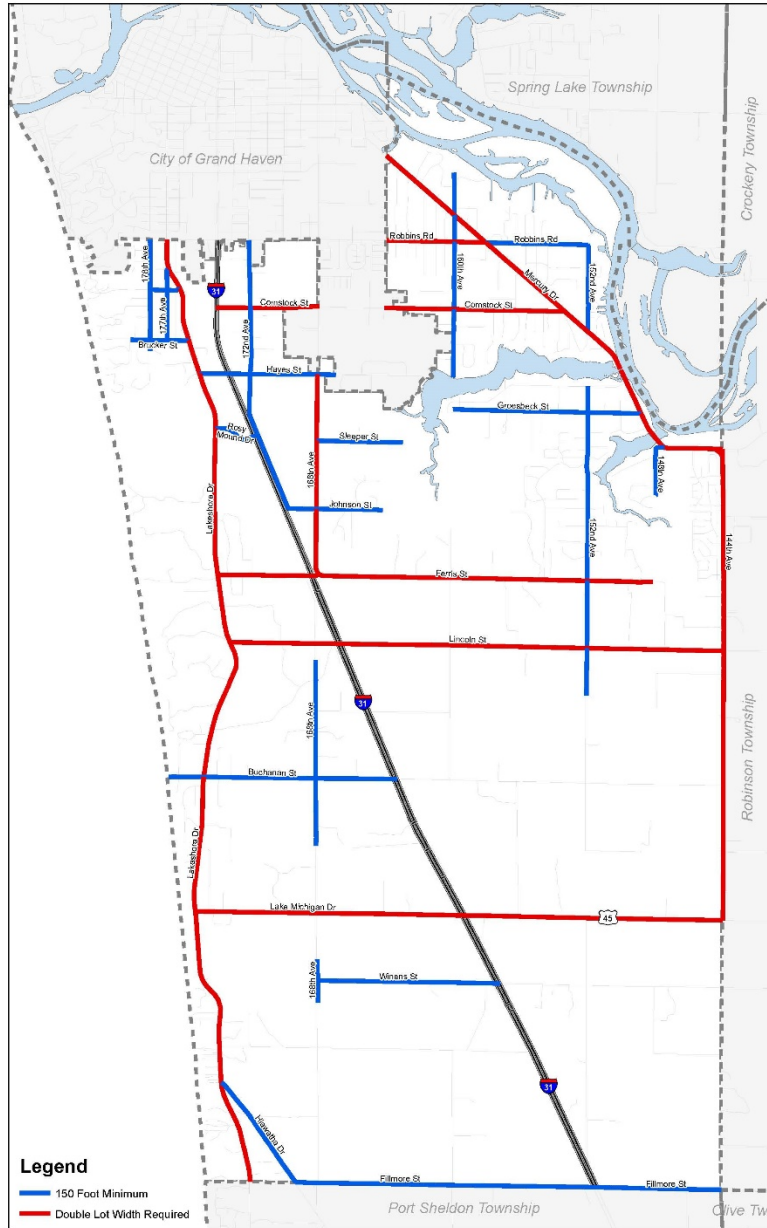 Spring Lake Township
Crockery Township
City of Grand Haven
Robbins Rd
Robbins Rd
178th Ave
177th Ave
31
172nd Ave
160th Ave
152nd Ave
Mercury Dr
Comstock St
Comstock St
Brucker St
Hayes St
Groesbeck St
Rosy
Mound Dr
Sleeper St
168th Ave
148th Ave
Lakeshore Dr
Johnson St
152nd Ave
144th Ave
Ferris St
Lincoln St
168th Ave
31
Robinson Township
Buchanan St
Lakeshore Dr
Lake Michigan Dr
45
168th Ave
Winans St
31
Hiawatha Dr
Legend
150 Foot Minimum
Double Lot Width Required
Fillmore St
Fillmore St
Port Sheldon Township
Olive Tw